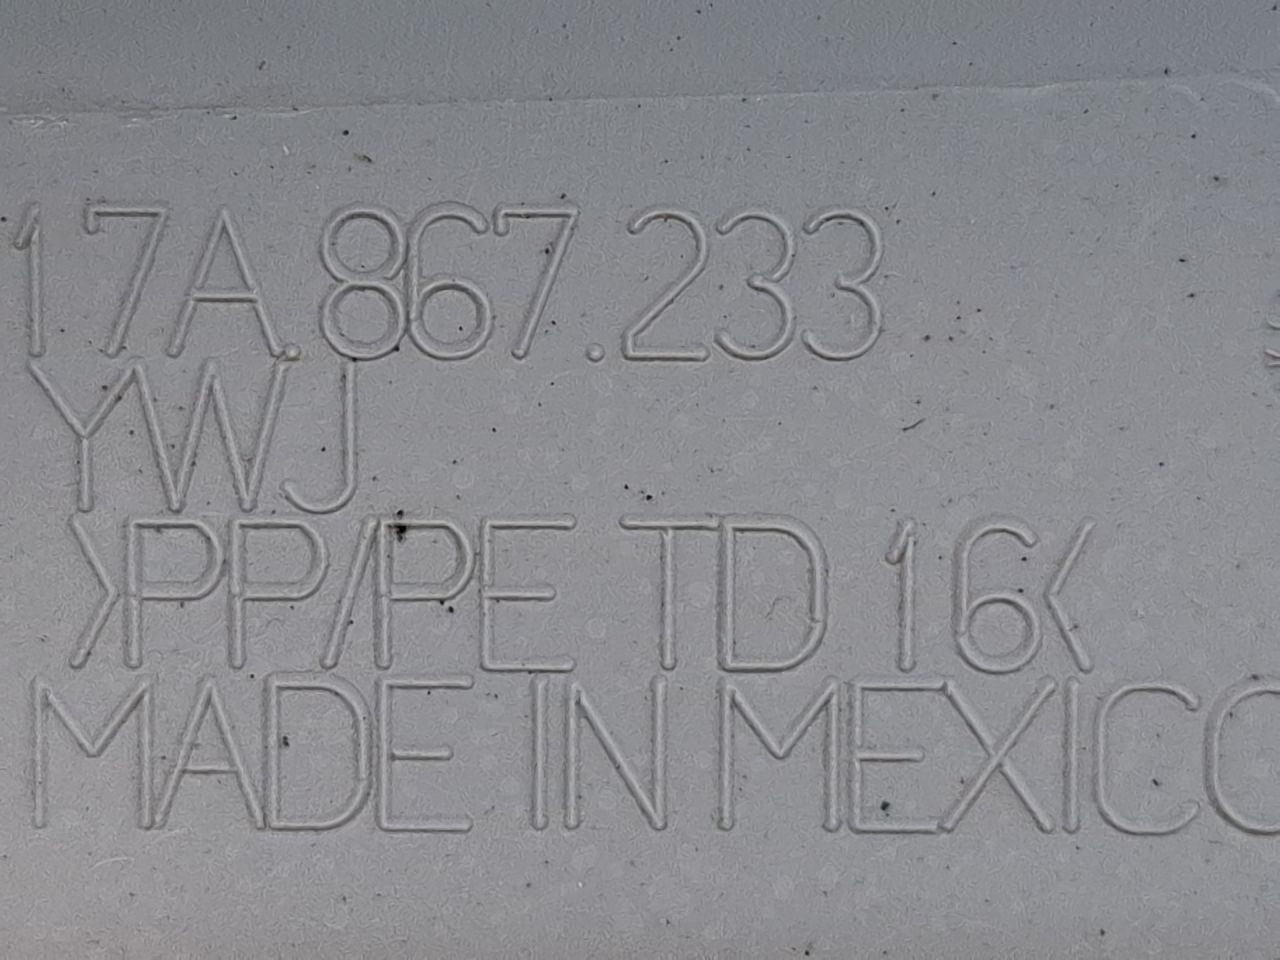 17A.867.233
YWJ
>PP/PE TD 16<
MADE IN MEXICO